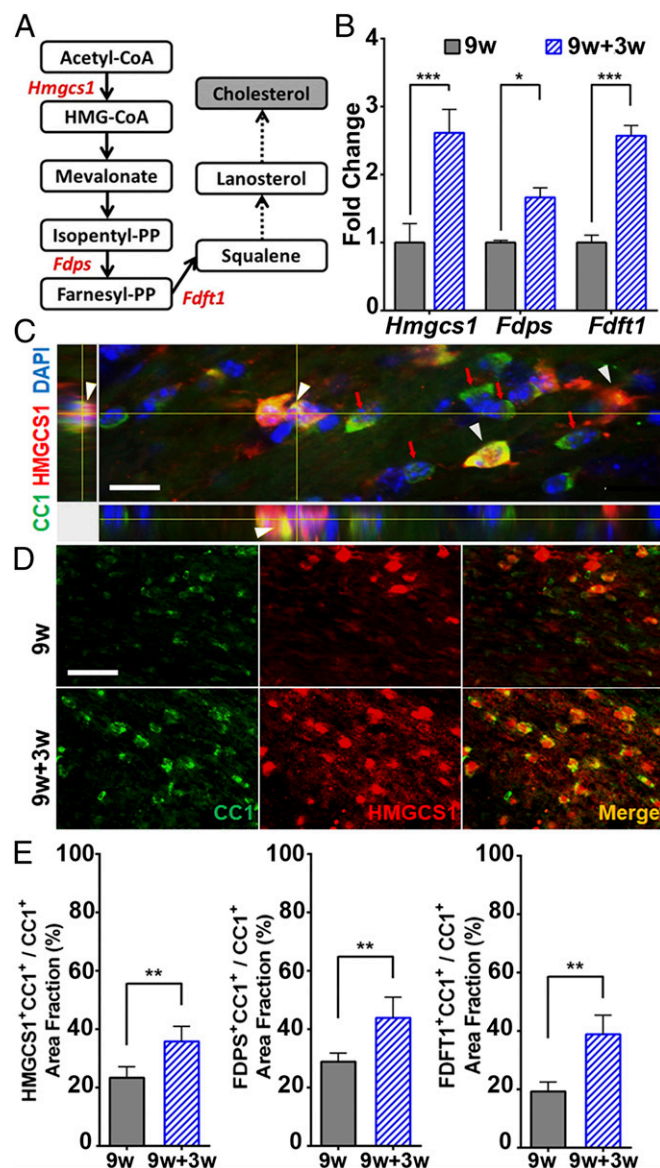 A
Acetyl-CoA
Hmgcs1
HMG-CoA
Mevalonate
Isopentyl-PP
Fdps
Farnesyl-PP
Fdft1
Squalene
Lanosterol
Cholesterol
B
9w 9w+3w
*** * ***
Fold Change
4
3
2
1
0
Hmgcs1 Fdps Fdft1
C
CC1 HMGCS1 DAPI
D
9w
9w+3w
CC1 HMGCS1 Merge
E
HMGCS1+CC1+ / CC1+
Area Fraction (%)
100
80
60
40
20
0
**
9w 9w+3w
FDPS+CC1+ / CC1+
Area Fraction (%)
100
80
60
40
20
0
**
9w 9w+3w
FDFT1+CC1+ / CC1+
Area Fraction (%)
100
80
60
40
20
0
**
9w 9w+3w